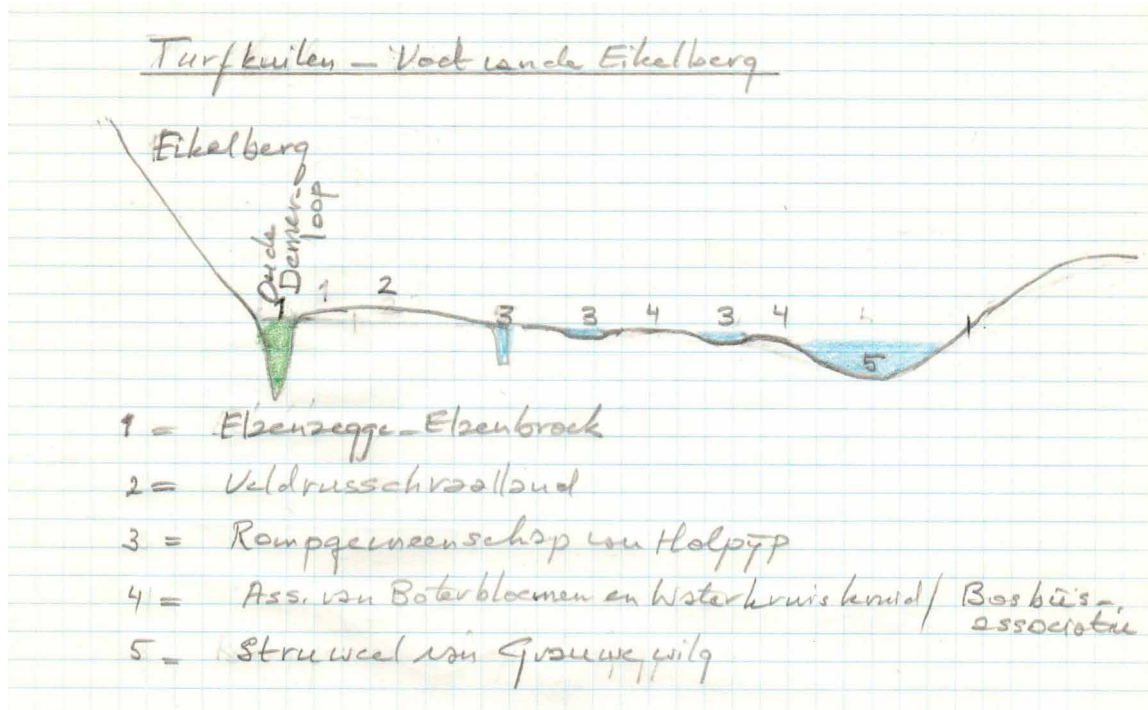 Turfkuilen - Voet van de Eikelberg
Eikelberg
Oude
Demer-
loop
1 1 2 3 3 4 3 4
5
1 = Elzenzegge-Elzenbroek
2 = Veldrusschraalland
3 = Rompgemeenschap van Holpijp
4 = Ass. van Boterbloemen en Waterkruiskruid / Bosbies-
associatie
5 = Struweel van Grauwe wilg